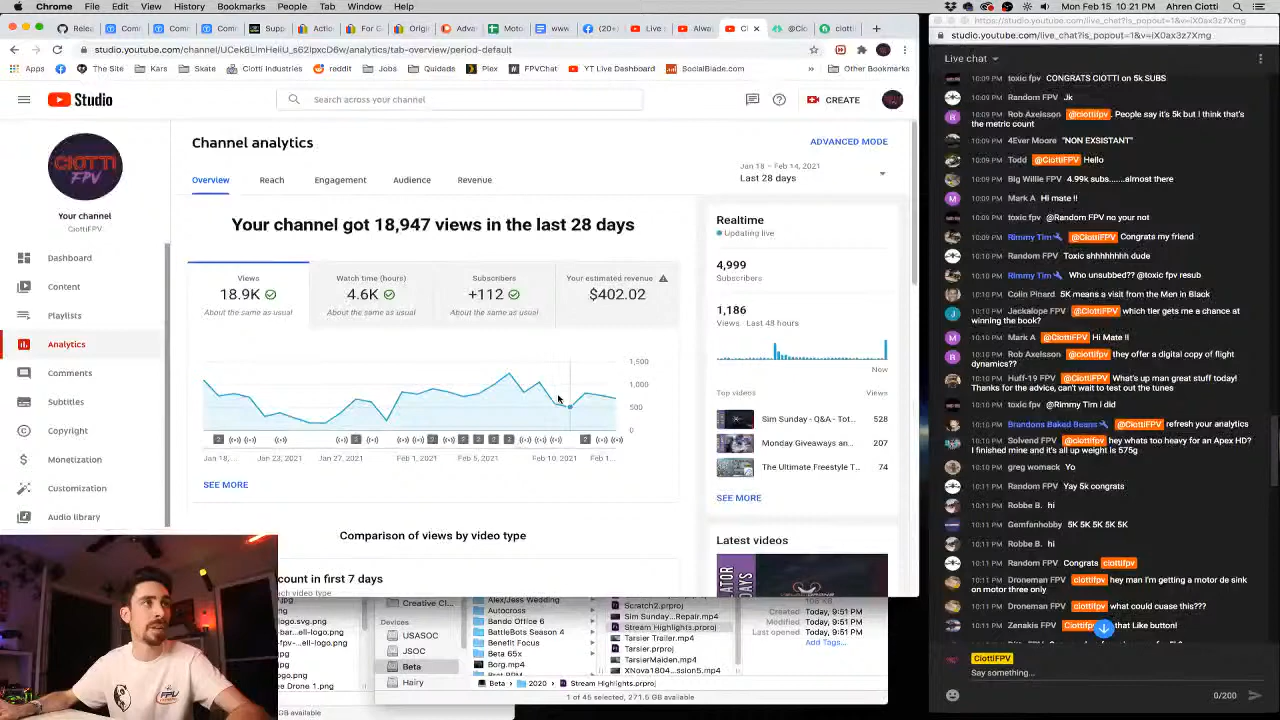 Chrome File Edit View History Bookmarks People Tab Window Help
Mon Feb 15 10:21 PM Ahren Ciotti
studio.youtube.com/channel/UCekBLlnHeliU_s62lpxcD6w/analytics/tab-overview/period-default
Apps The Site Kars Skate Ciotti Industries reddit Jobs Quidads Plex FPVChat YT Live Dashboard SocialBlade.com Other Bookmarks
Studio
Search across your channel
CREATE
CIOTTI
FPV
Your channel
CiottiFPV
Dashboard
Content
Playlists
Analytics
Comments
Subtitles
Copyright
Monetization
Customization
Audio library
Channel analytics
ADVANCED MODE
Overview Reach Engagement Audience Revenue
Jan 18 – Feb 14, 2021
Last 28 days
Your channel got 18,947 views in the last 28 days
Views
18.9K
About the same as usual
Watch time (hours)
4.6K
About the same as usual
Subscribers
+112
About the same as usual
Your estimated revenue
$402.02
1,500
1,000
500
0
Jan 18,... Jan 23, 2021 Jan 27, 2021 Feb 1, 2021 Feb 5, 2021 Feb 10, 2021 Feb 1...
SEE MORE
Comparison of views by video type
count in first 7 days
Realtime
Updating live
4,999
Subscribers
1,186
Views · Last 48 hours
Now
Top videos Views
Sim Sunday - Q&A - Tot... 528
Monday Giveaways an... 207
The Ultimate Freestyle T... 74
SEE MORE
Latest videos
Creative Cl...
Devices
USASOC
JSOC
Beta
Hairy
Alex/Jess Wedding
Autocross
Bando Office 6
BattleBots Season 4
Benefit Focus
Beta 65x
Borg.mp4
Scratch2.prproj
Sim Sunday...Repair.mp4
Stream Highlights.prproj
Tarsier Trailer.mp4
Tarsier.prproj
TarsierMaiden.mp4
XNova1804...ssion5.mp4
Created Today, 9:51 PM
Modified Today, 9:51 PM
Last opened Today, 9:51 PM
Add Tags...
Beta › 2020 › Stream Highlights.prproj
1 of 45 selected, 271.5 GB available
https://studio.youtube.com/live_chat?is_popout=1&v=iX0ax3z7Xmg
studio.youtube.com/live_chat?is_popout=1&v=iX0ax3z7Xmg
Live chat
10:09 PM toxic fpv CONGRATS CIOTTI on 5k SUBS
10:09 PM Random FPV Jk
10:09 PM Rob Axelsson @ciottifpv. People say it's 5k but I think that's
the metric count
10:09 PM 4Ever Moore "NON EXSISTANT"
10:09 PM Todd @CiottiFPV Hello
10:09 PM Big Willie FPV 4.99k subs.......almost there
10:09 PM Mark A Hi mate !!
10:09 PM toxic fpv @Random FPV no your not
10:09 PM Rimmy Tim @CiottiFPV Congrats my friend
10:10 PM Random FPV Toxic shhhhhhhh dude
10:10 PM Rimmy Tim Who unsubbed?? @toxic fpv resub
10:10 PM Colin Pinard 5K means a visit from the Men in Black
10:10 PM Jackalope FPV @CiottiFPV which tier gets me a chance at
winning the book?
10:10 PM Mark A @CiottiFPV Hi Mate !!
10:10 PM Rob Axelsson @ciottifpv they offer a digital copy of flight
dynamics??
10:10 PM Huff-19 FPV @CiottiFPV What's up man great stuff today!
Thanks for the advice, can't wait to test out the tunes
10:10 PM toxic fpv @Rimmy Tim i did
10:10 PM Brandons Baked Beans @CiottiFPV refresh your analytics
10:10 PM Solvend FPV @ciottifpv hey whats too heavy for an Apex HD?
I finished mine and it's all up weight is 575g
10:10 PM greg womack Yo
10:11 PM Random FPV Yay 5k congrats
10:11 PM Robbe B. hi
10:11 PM Gemfanhobby 5K 5K 5K 5K 5K
10:11 PM Robbe B. hi
10:11 PM Random FPV Congrats ciottifpv
10:11 PM Droneman FPV ciottifpv hey man I'm getting a motor de sink
on motor three only
10:11 PM Droneman FPV ciottifpv what could cuase this???
10:11 PM Zenakis FPV that Like button!
CiottiFPV
Say something...
0/200